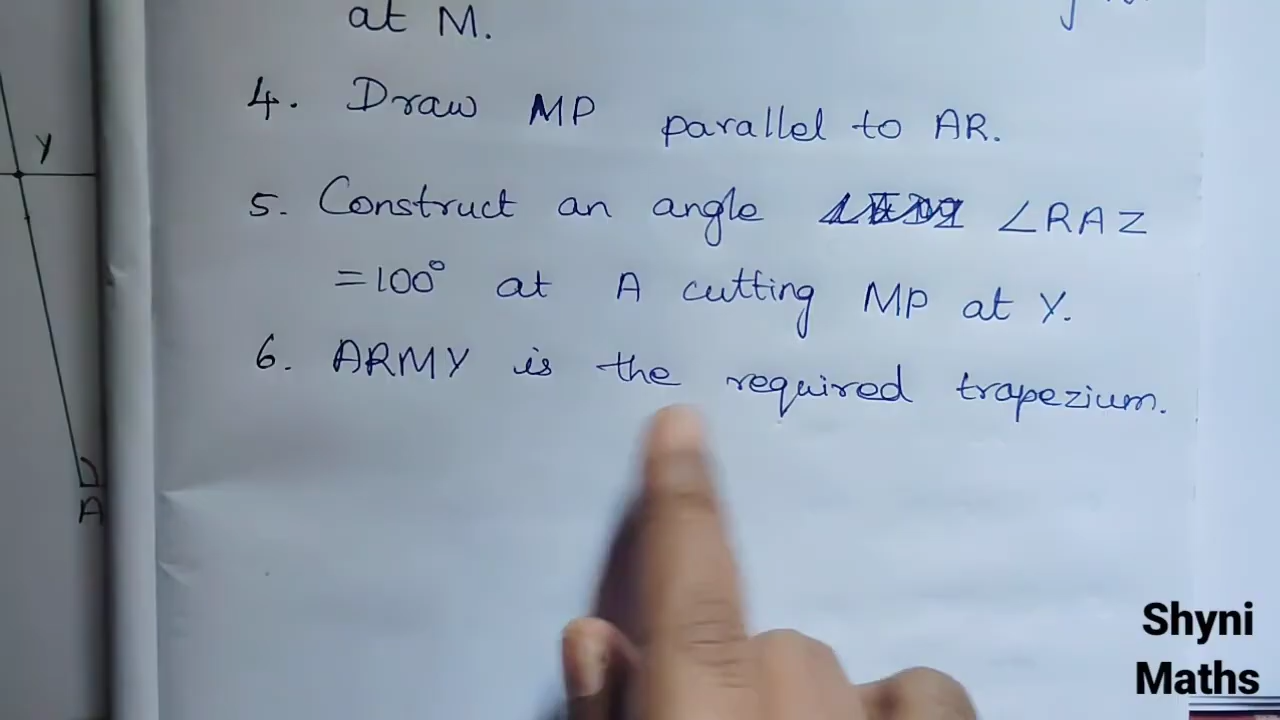 at M.
4. Draw MP parallel to AR.
5. Construct an angle ∠RAZ
=100° at A cutting MP at Y.
6. ARMY is the required trapezium.
Y
A
Shyni
Maths